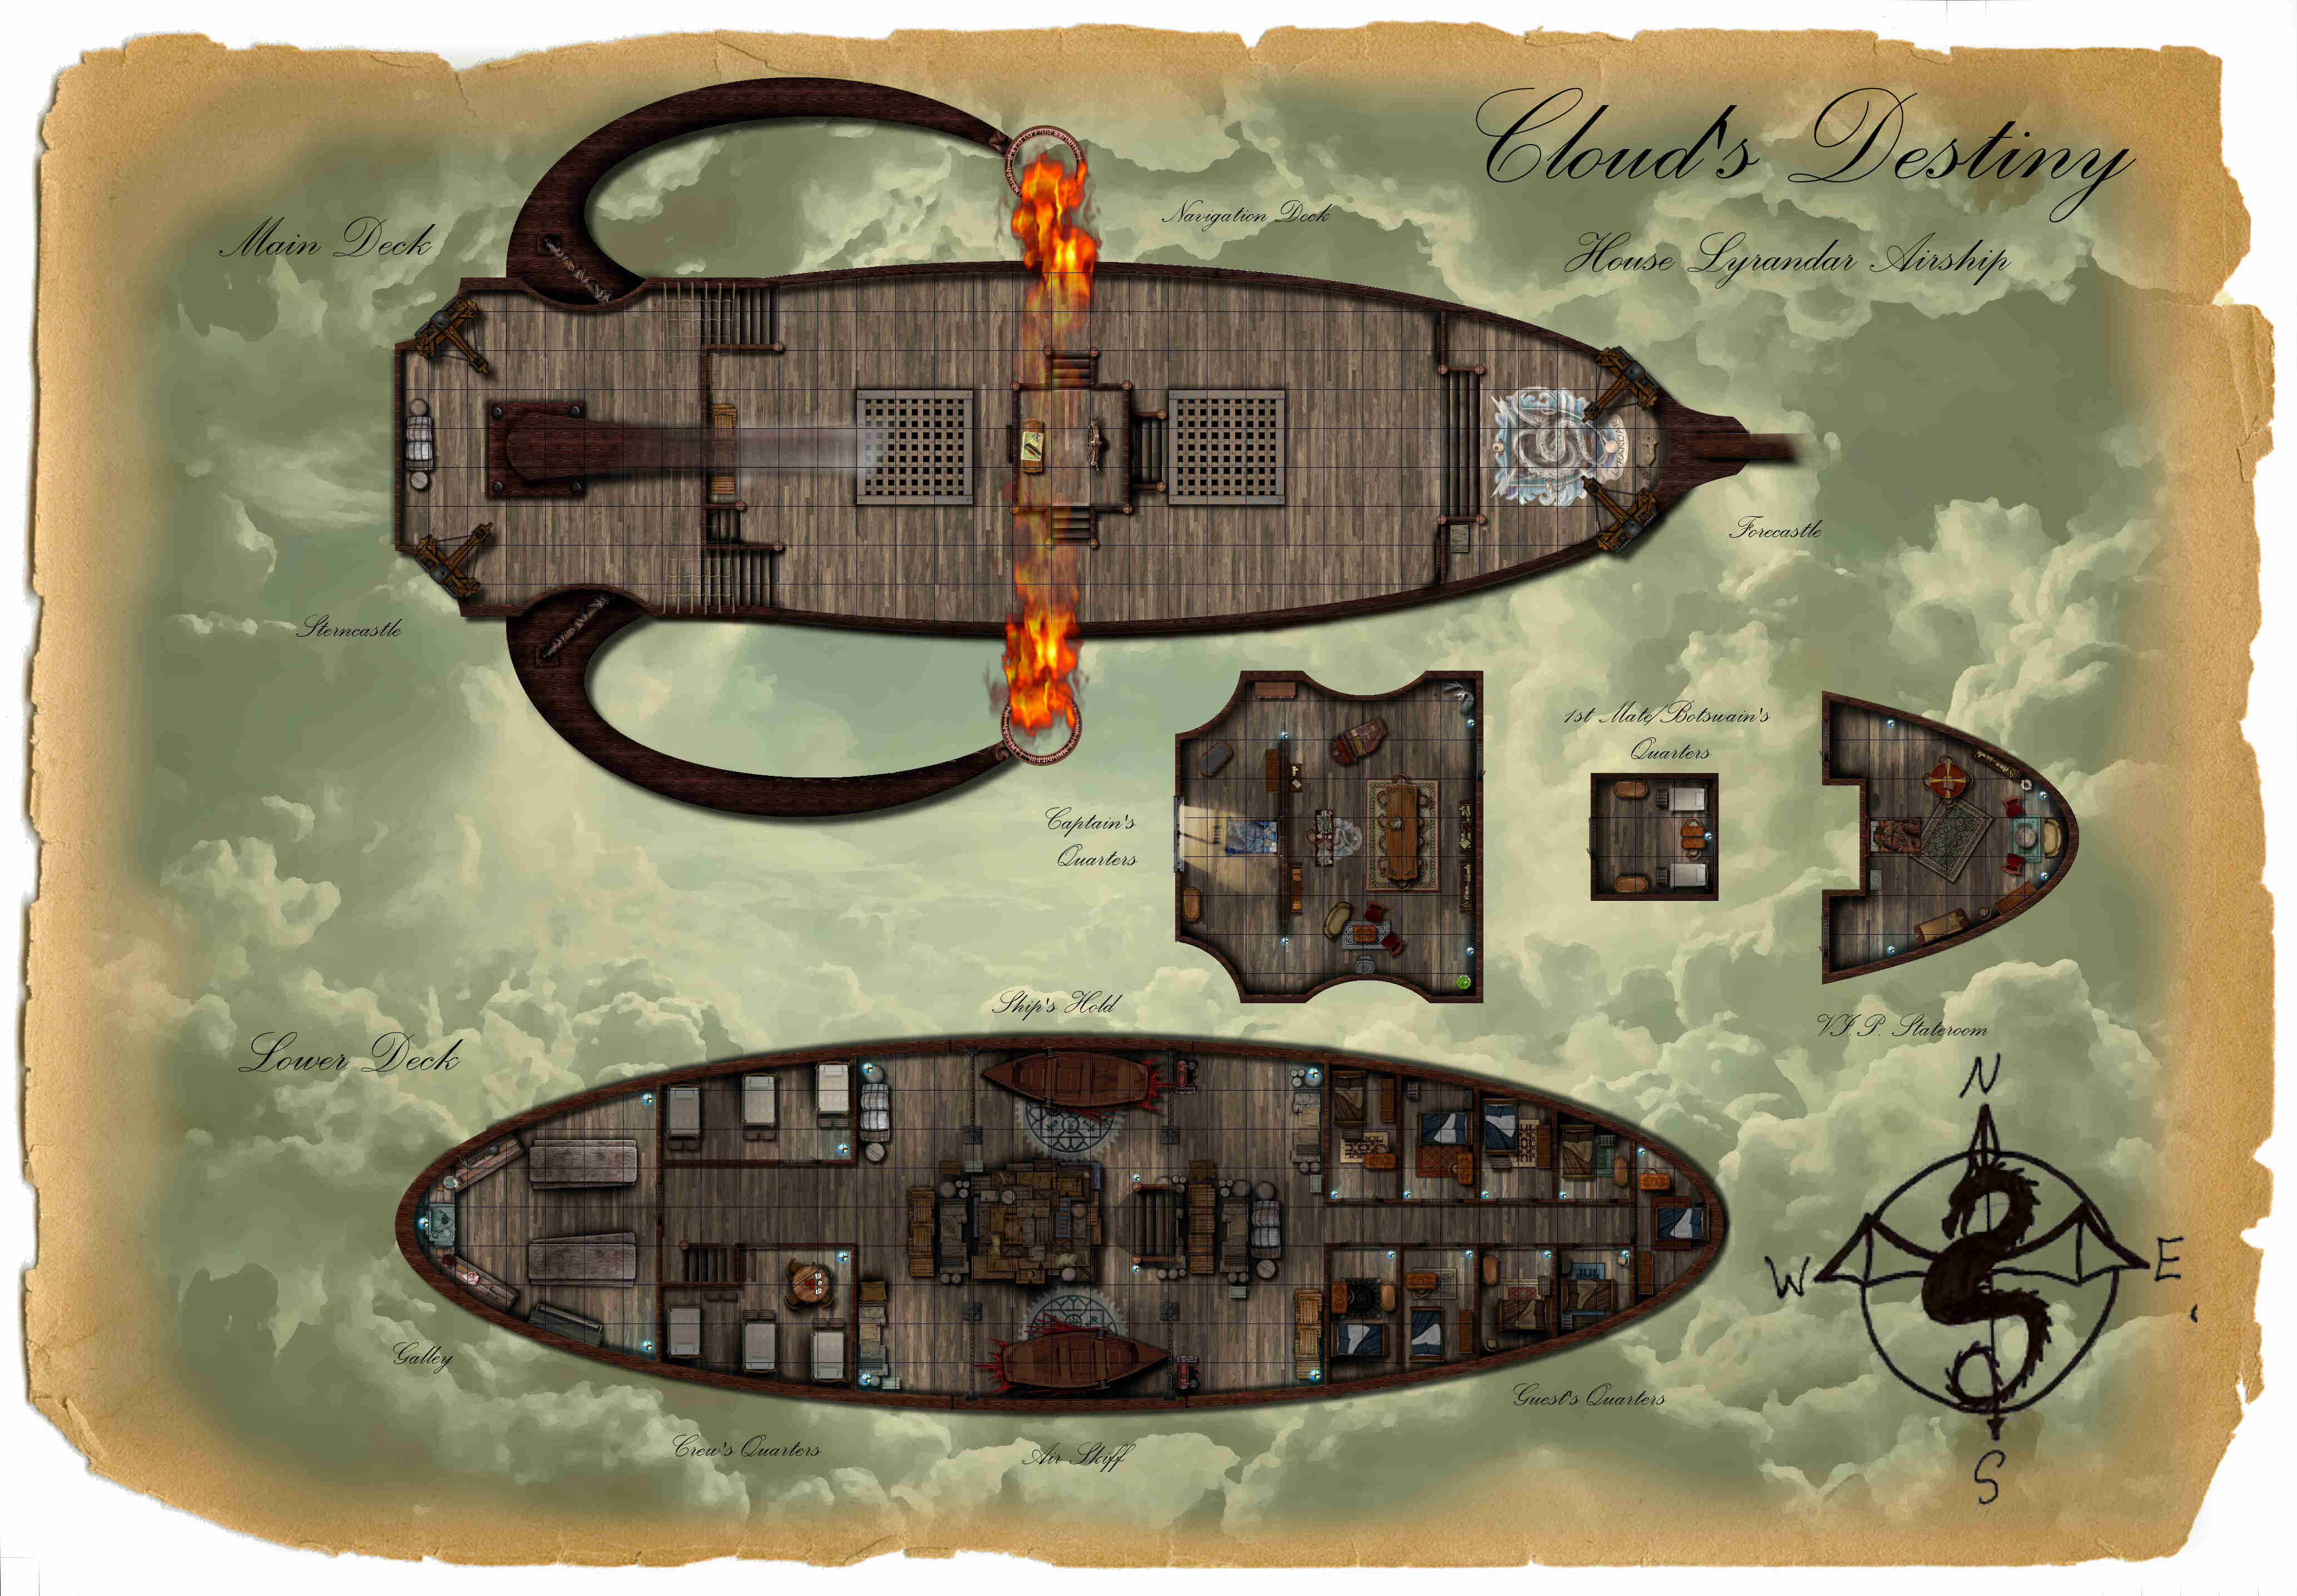 Cloud's Destiny
House Lyrandar Airship
Main Deck
Navigation Deck
LYRANDAR
Forecastle
Sterncastle
Captain's
Quarters
1st Mate/Botswain's
Quarters
V.I.P. Stateroom
Lower Deck
Ship's Hold
Galley
Crew's Quarters
Air Skiff
Guest's Quarters
N
W
E
S